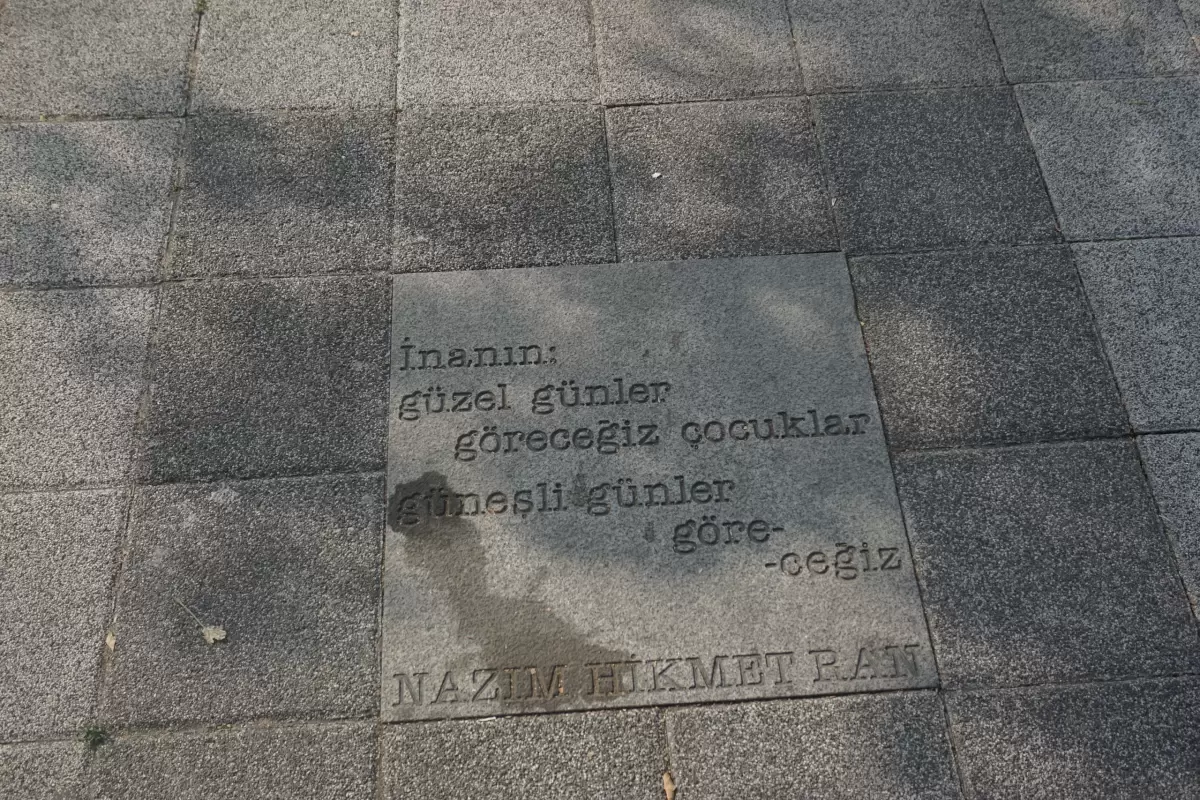 İnanın:
güzel günler
göreceğiz çocuklar
güneşli günler
göre-
-ceğiz
NAZIM HİKMET RAN